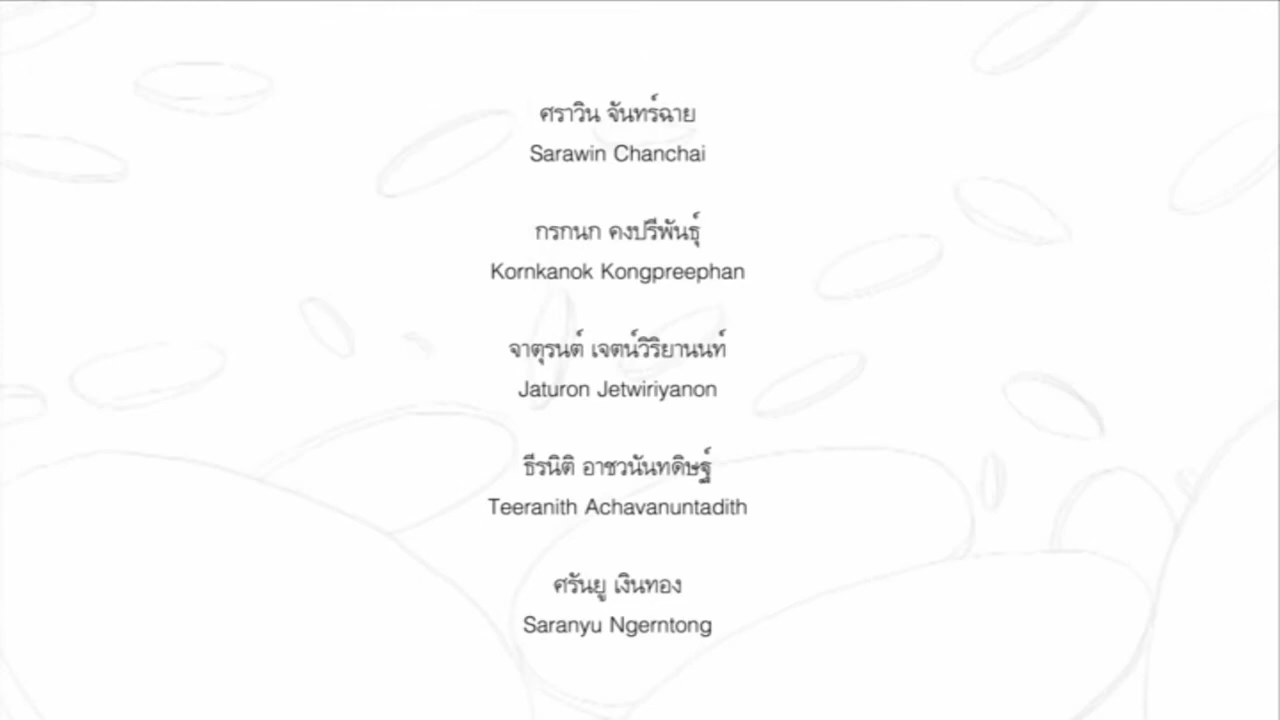 ศราวิน จันทร์ฉาย
Sarawin Chanchai
กรกนก คงปรีพันธุ์
Kornkanok Kongpreephan
จาตุรนต์ เจตน์วิริยานนท์
Jaturon Jetwiriyanon
ธีรนิติ อาชวนันทดิษฐ์
Teeranith Achavanuntadith
ศรันยู เงินทอง
Saranyu Ngerntong